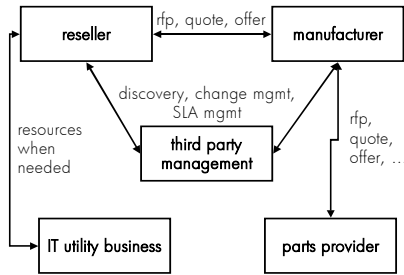 rfp, quote, offer
reseller
manufacturer
discovery, change mgmt,
SLA mgmt
third party
management
resources
when
needed
rfp,
quote,
offer, ...
IT utility business
parts provider